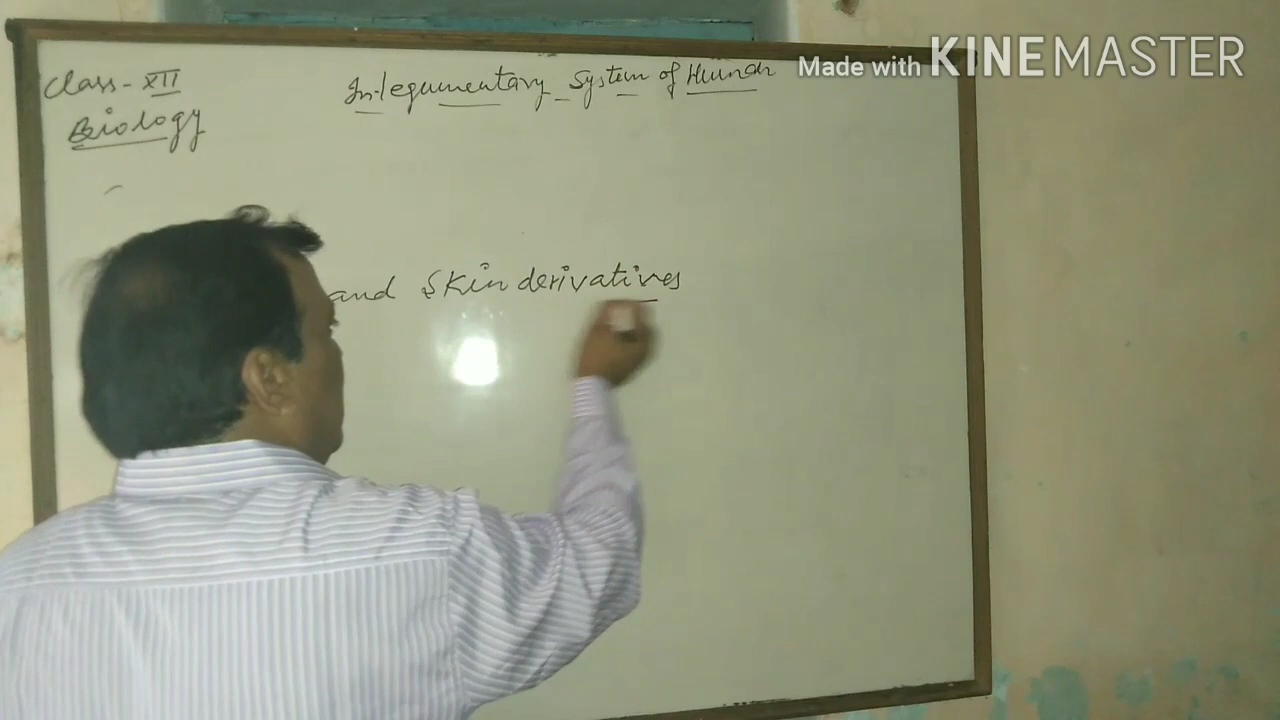 Class - XII
Biology
Integumentary System of Human
Made with KINEMASTER
and Skin derivatives